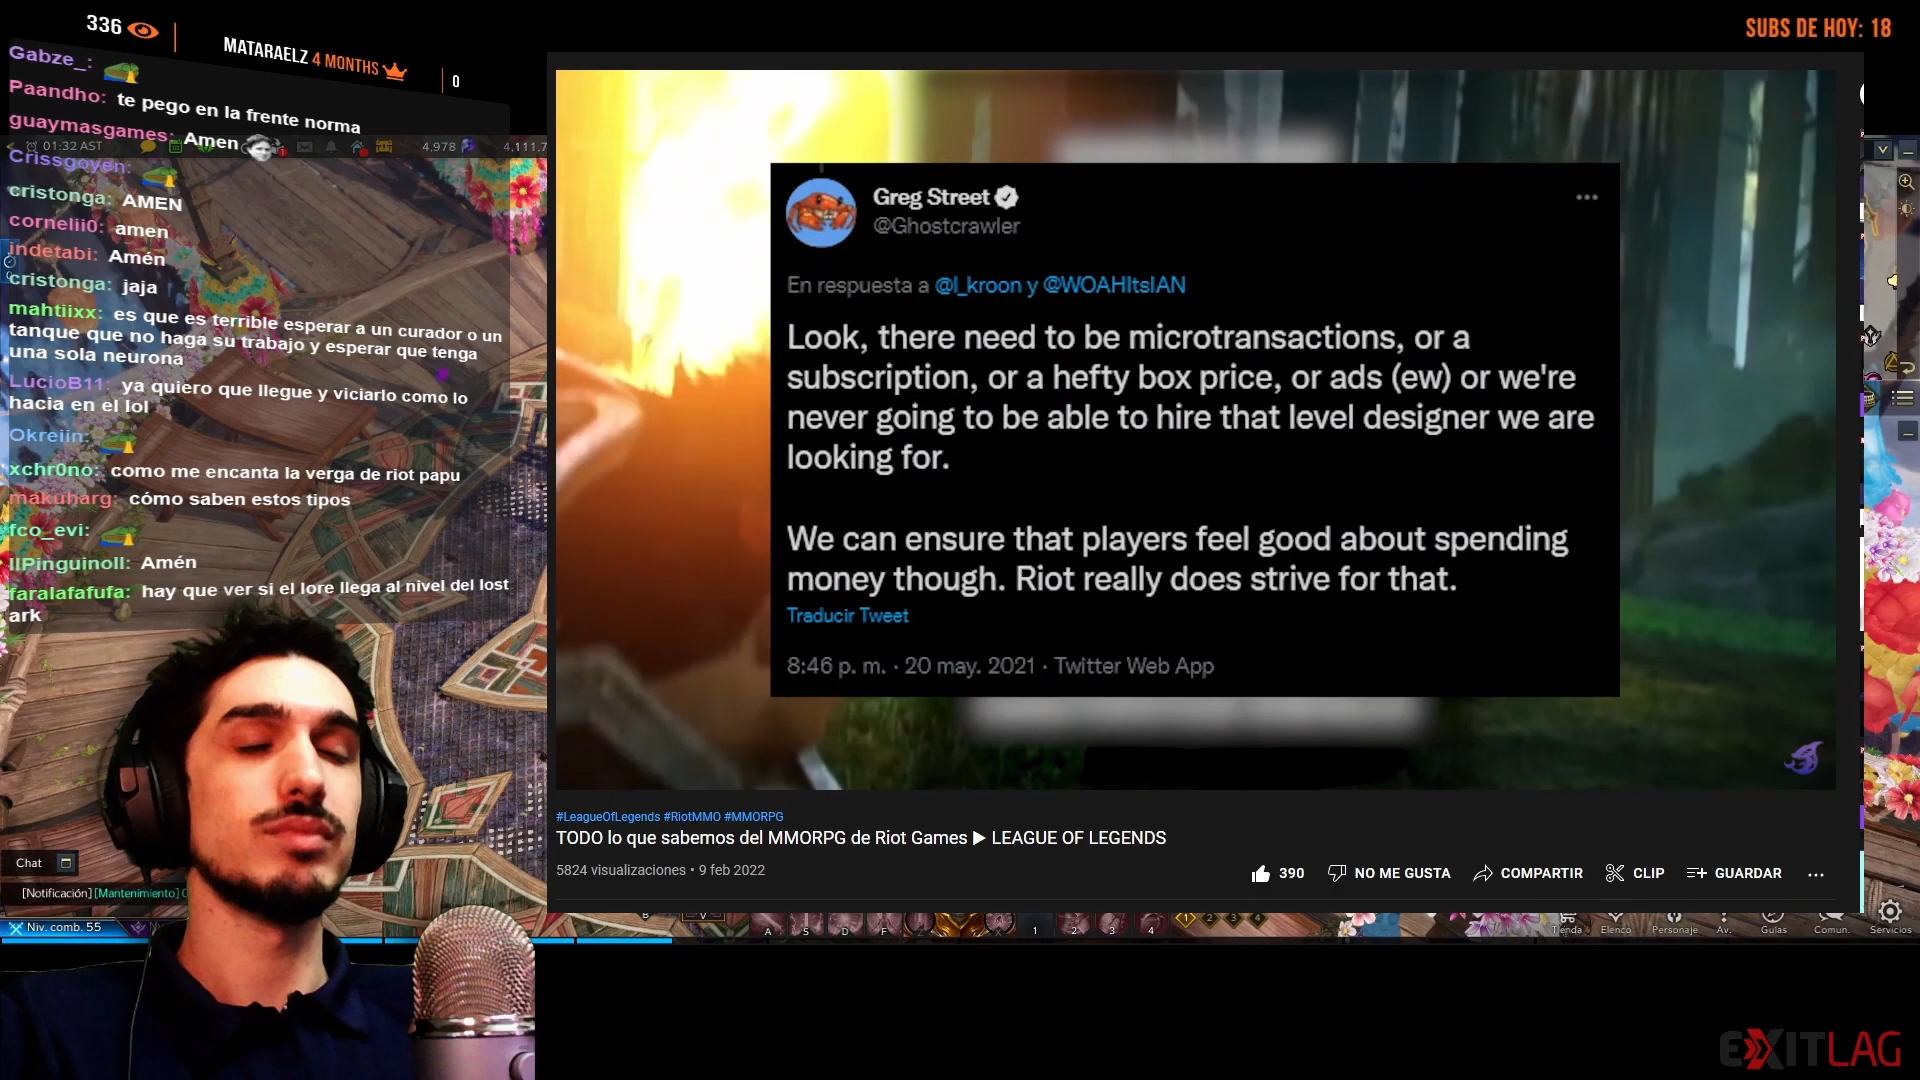 336
MATARAELZ 4 MONTHS
0
SUBS DE HOY: 18
Gabze_:
Paandho: te pego en la frente norma
guaymasgames: Amen
01:32 AST
4,978
4,111.7
Crissgoyen:
cristonga: AMEN
cornelii0: amen
indetabi: Amén
cristonga: jaja
mahtiixx: es que es terrible esperar a un curador o un
tanque que no haga su trabajo y esperar que tenga
una sola neurona
LucioB11: ya quiero que llegue y viciarlo como lo
hacia en el lol
Okreiin:
xchr0no: como me encanta la verga de riot papu
makuharg: cómo saben estos tipos
fco_evi:
llPinguinoll: Amén
faralafafufa: hay que ver si el lore llega al nivel del lost
ark
Greg Street
@Ghostcrawler
En respuesta a @l_kroon y @WOAHItsIAN
Look, there need to be microtransactions, or a
subscription, or a hefty box price, or ads (ew) or we're
never going to be able to hire that level designer we are
looking for.
We can ensure that players feel good about spending
money though. Riot really does strive for that.
Traducir Tweet
8:46 p. m. · 20 may. 2021 · Twitter Web App
#LeagueOfLegends #RiotMMO #MMORPG
TODO lo que sabemos del MMORPG de Riot Games ▶ LEAGUE OF LEGENDS
5824 visualizaciones • 9 feb 2022
390
NO ME GUSTA
COMPARTIR
CLIP
GUARDAR
Chat
[Notificación] [Mantenimiento]
Niv. comb. 55
A S D F
1 2 3 4
1 2 3 4
Tienda Elenco Personaje Av. Guías Comun. Servicios
EXITLAG